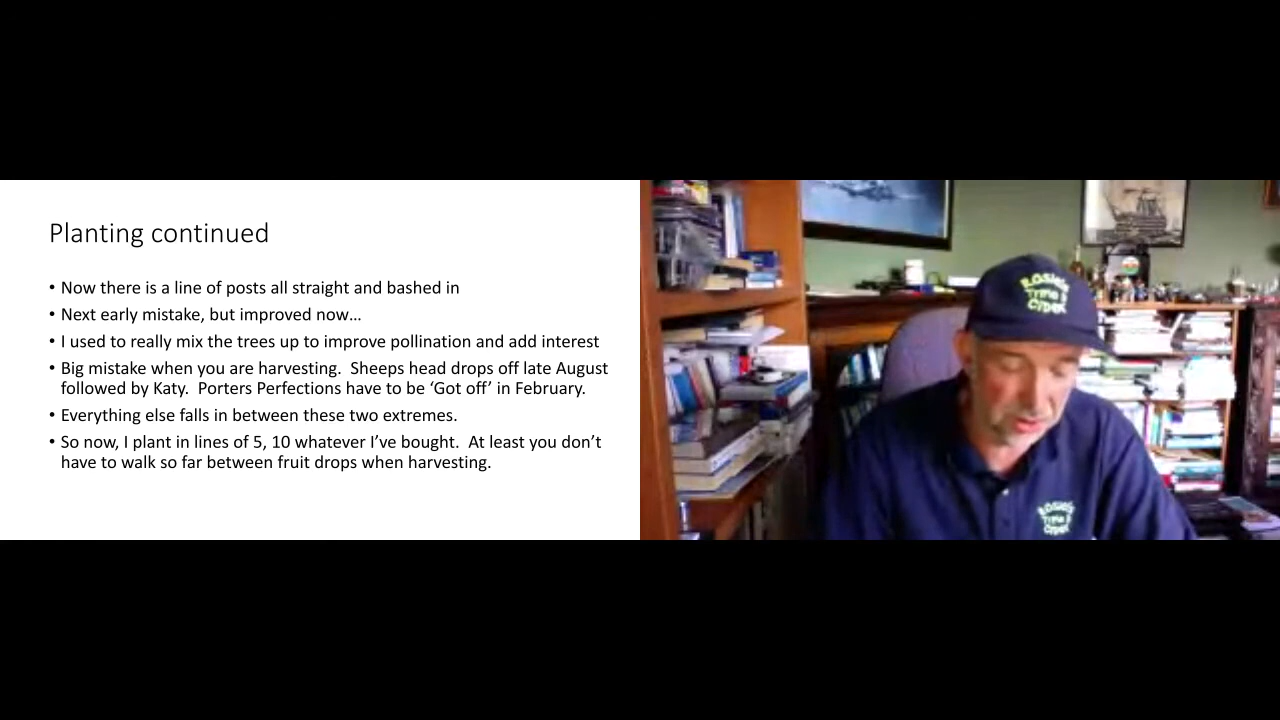 Planting continued
• Now there is a line of posts all straight and bashed in
• Next early mistake, but improved now…
• I used to really mix the trees up to improve pollination and add interest
• Big mistake when you are harvesting.  Sheeps head drops off late August
followed by Katy.  Porters Perfections have to be ‘Got off’ in February.
• Everything else falls in between these two extremes.
• So now, I plant in lines of 5, 10 whatever I’ve bought.  At least you don’t
have to walk so far between fruit drops when harvesting.
Rosie's
Cyder
Rosie's
Cyder